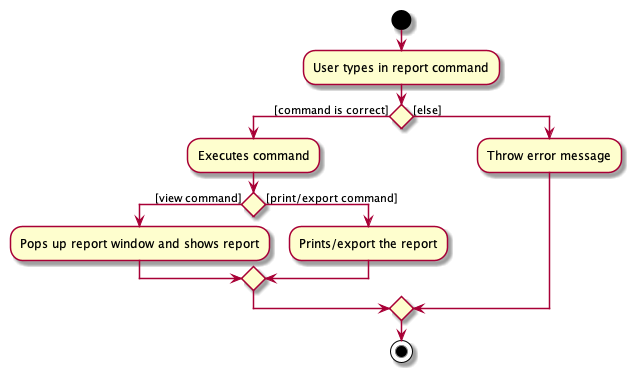 User types in report command
[command is correct]
[else]
Executes command
Throw error message
[view command]
[print/export command]
Pops up report window and shows report
Prints/export the report